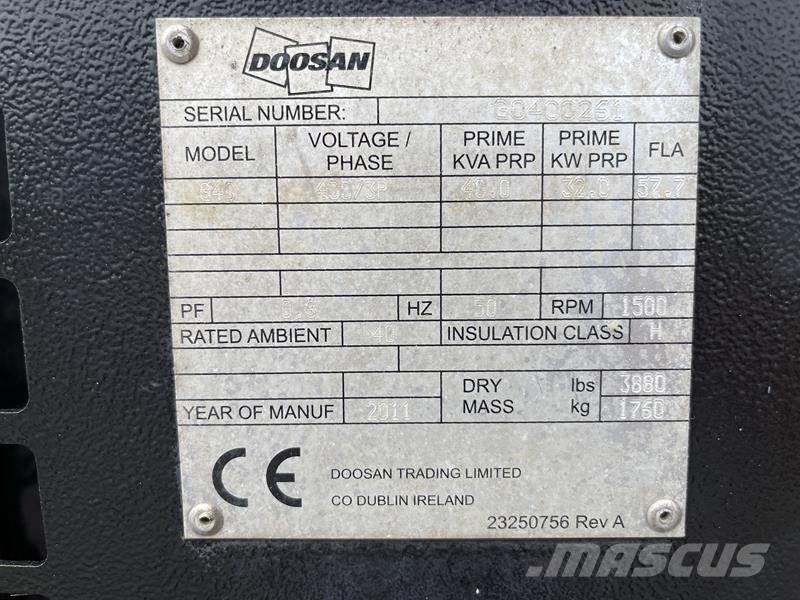 DOOSAN
SERIAL NUMBER:
MODEL VOLTAGE / PHASE PRIME KVA PRP PRIME KW PRP FLA
400/3P 40.0 32.0 57.7
PF 0.8 HZ 50 RPM 1500
RATED AMBIENT 40 INSULATION CLASS H
DRY MASS lbs 3880
kg 1760
YEAR OF MANUF 2011
CE
DOOSAN TRADING LIMITED
CO DUBLIN IRELAND
23250756 Rev A
MASCUS